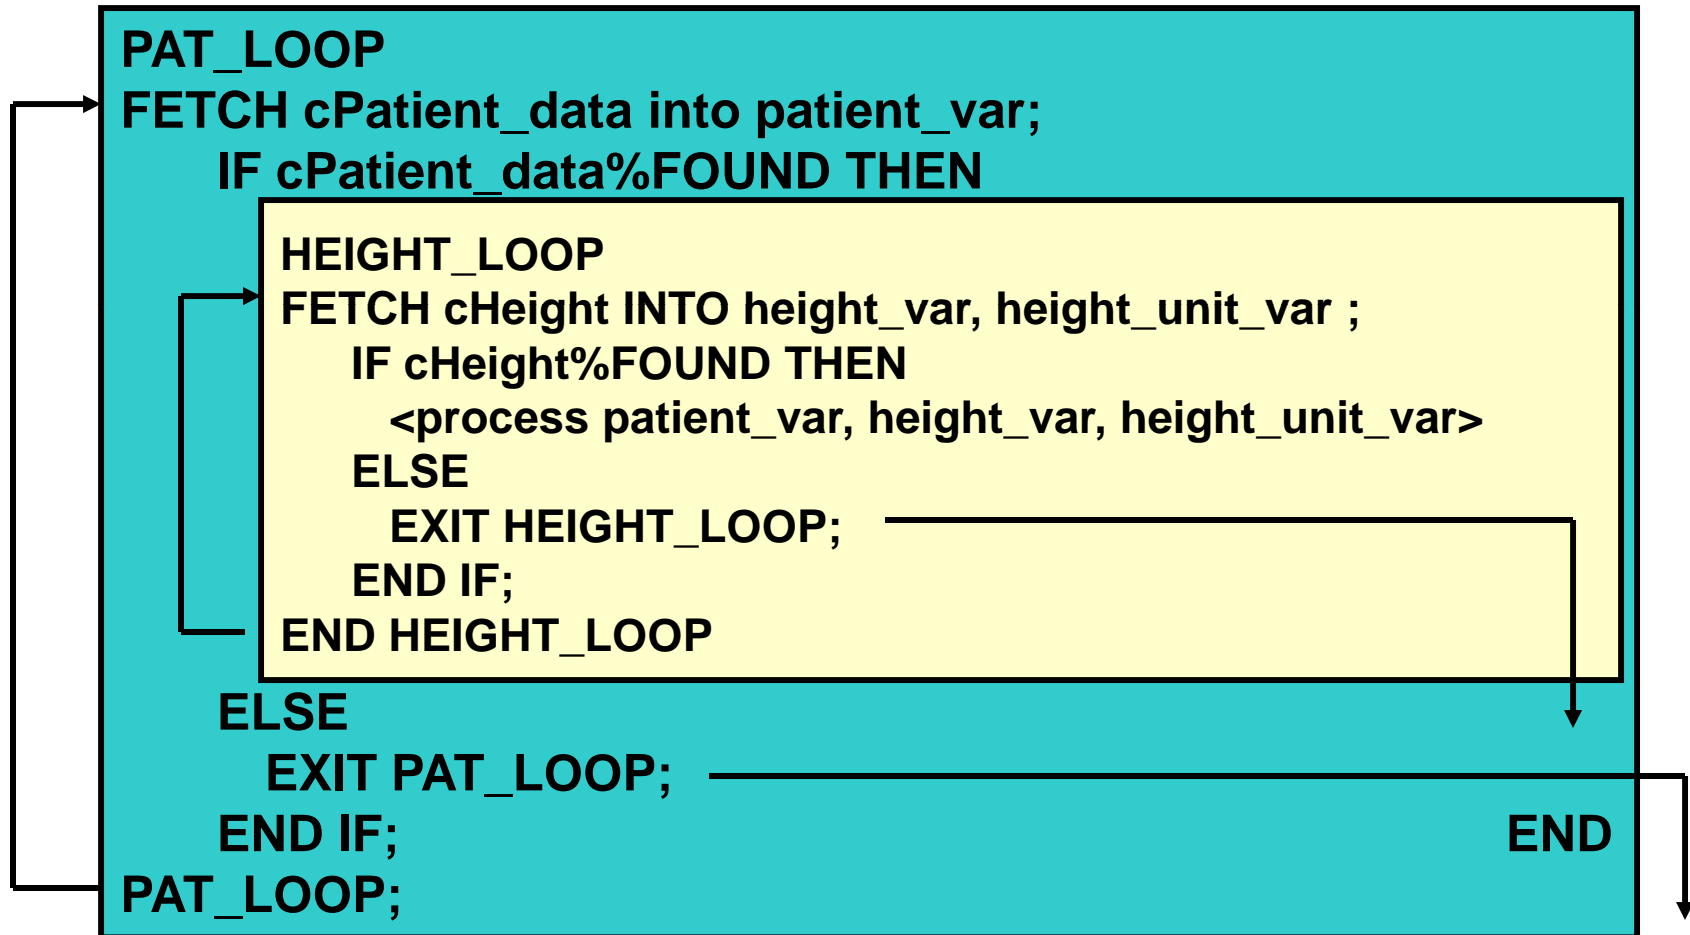 PAT_LOOP
FETCH cPatient_data into patient_var;
IF cPatient_data%FOUND THEN
HEIGHT_LOOP
FETCH cHeight INTO height_var, height_unit_var ;
IF cHeight%FOUND THEN
<process patient_var, height_var, height_unit_var>
ELSE
EXIT HEIGHT_LOOP;
END IF;
END HEIGHT_LOOP
ELSE
EXIT PAT_LOOP;
END IF; END
PAT_LOOP;